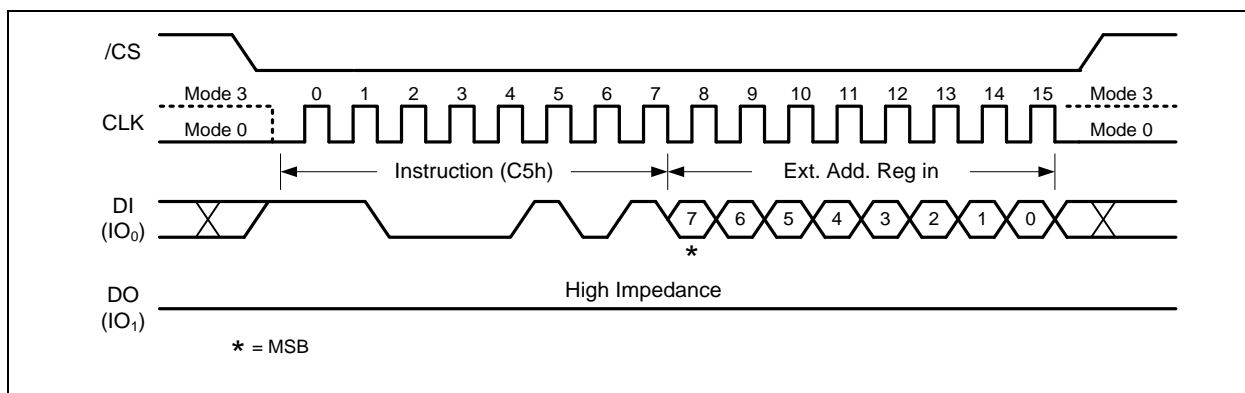 /CS
Mode 3 0 1 2 3 4 5 6 7 8 9 10 11 12 13 14 15 Mode 3
CLK
Mode 0 Mode 0
Instruction (C5h) Ext. Add. Reg in
DI
(IO₀)
7 6 5 4 3 2 1 0
*
High Impedance
DO
(IO₁)
* = MSB